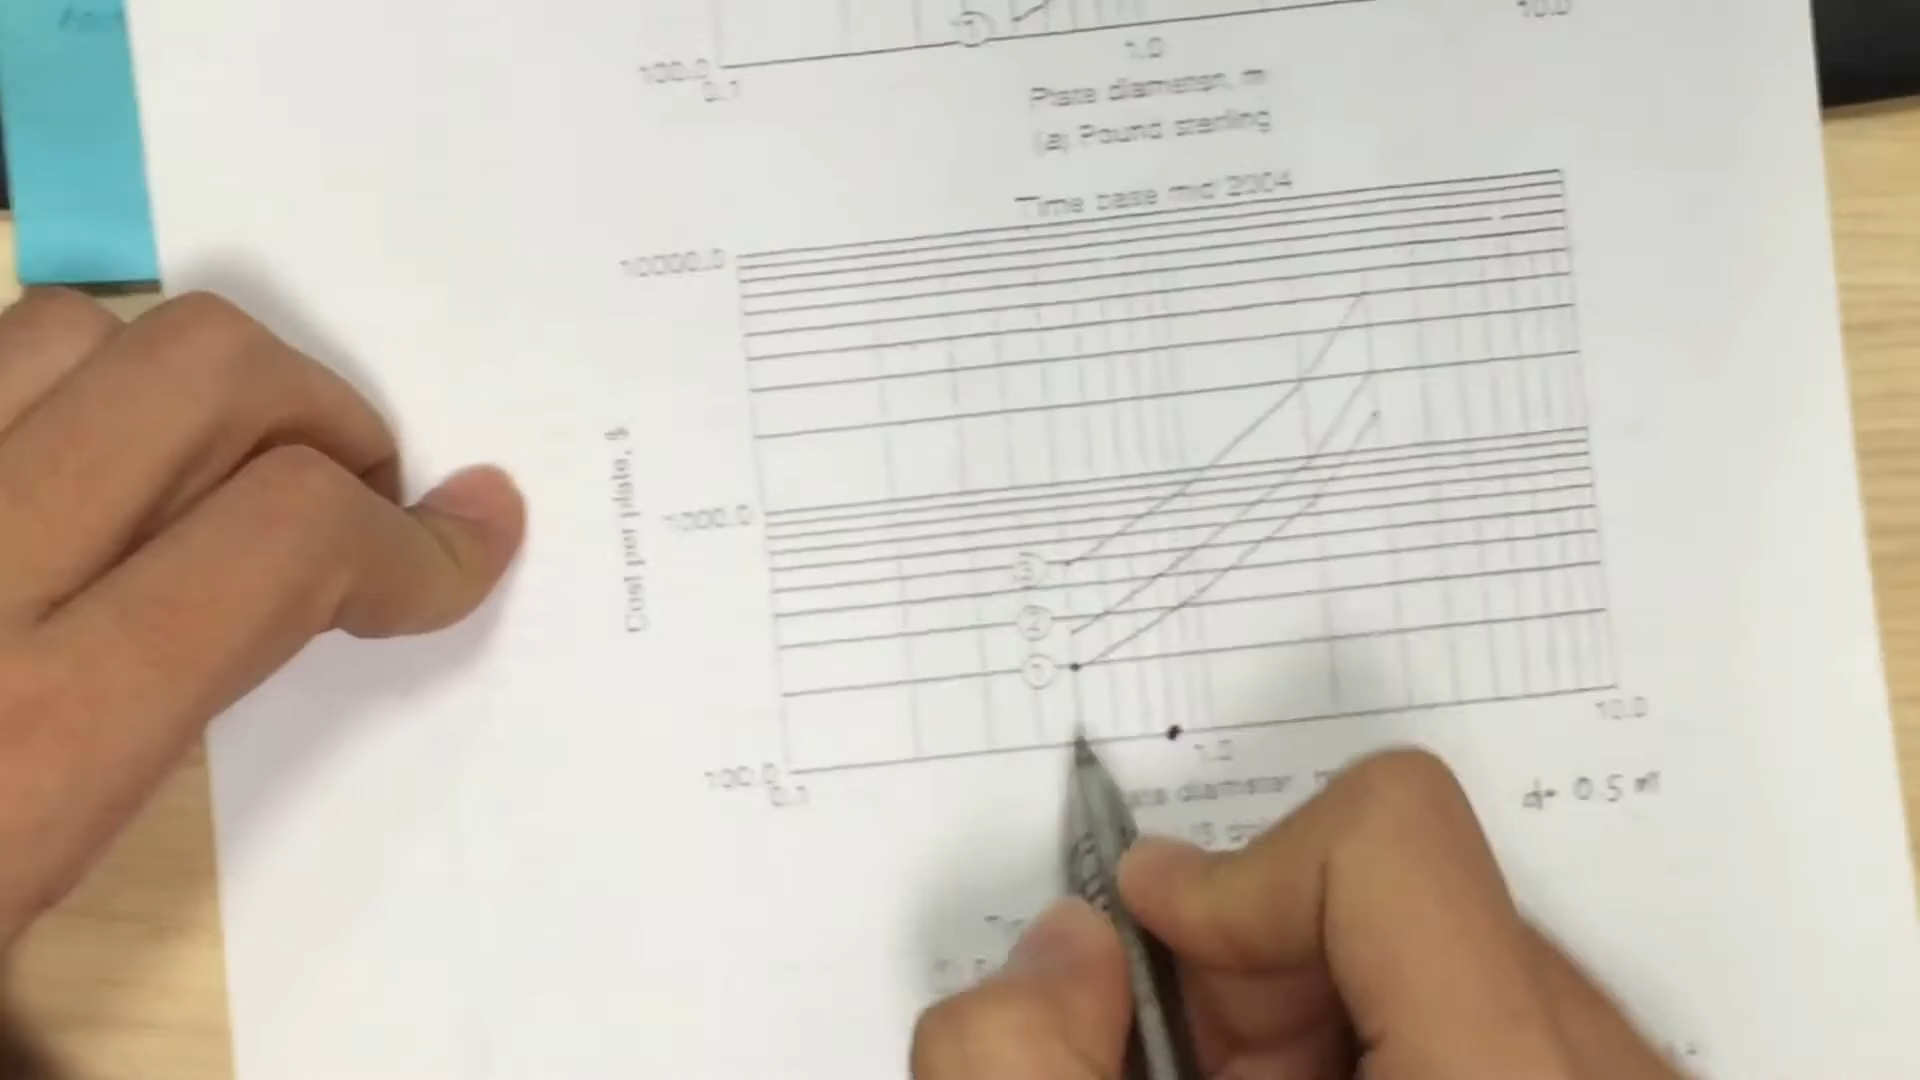 100.0
0.1
1.0
10.0
Plate diameter, m
(a) Pound sterling
Time base mid 2004
10000.0
Cost per plate, $
1000.0
3
2
1
100.0
0.1
1.0
10.0
diameter,
d= 0.5 m